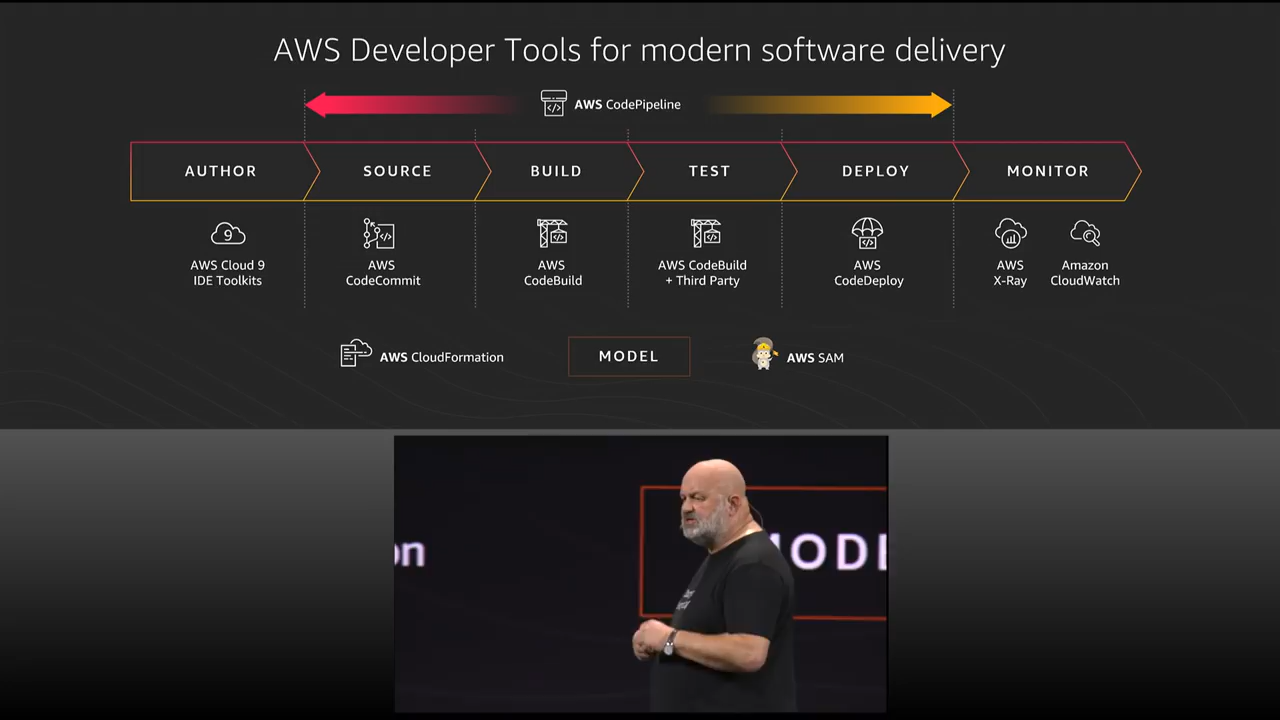 AWS Developer Tools for modern software delivery
AWS CodePipeline
AUTHOR
SOURCE
BUILD
TEST
DEPLOY
MONITOR
9
AWS Cloud 9
IDE Toolkits
AWS
CodeCommit
AWS
CodeBuild
AWS CodeBuild
+ Third Party
AWS
CodeDeploy
AWS
X-Ray
Amazon
CloudWatch
AWS CloudFormation
MODEL
AWS SAM
on
MODE